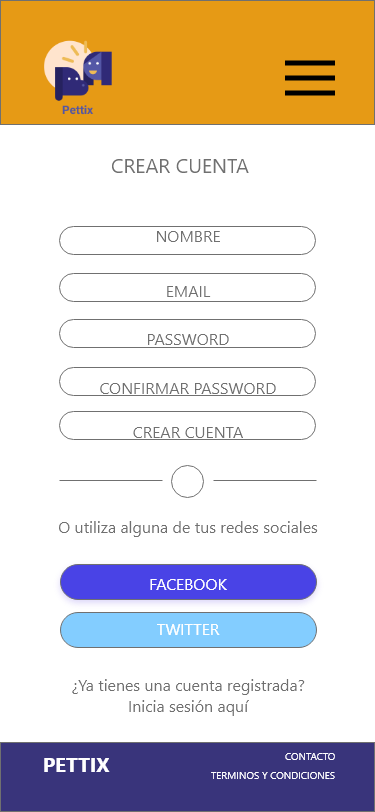 Pettix
CREAR CUENTA
NOMBRE
EMAIL
PASSWORD
CONFIRMAR PASSWORD
CREAR CUENTA
O utiliza alguna de tus redes sociales
FACEBOOK
TWITTER
¿Ya tienes una cuenta registrada?
Inicia sesión aquí
PETTIX
CONTACTO
TERMINOS Y CONDICIONES